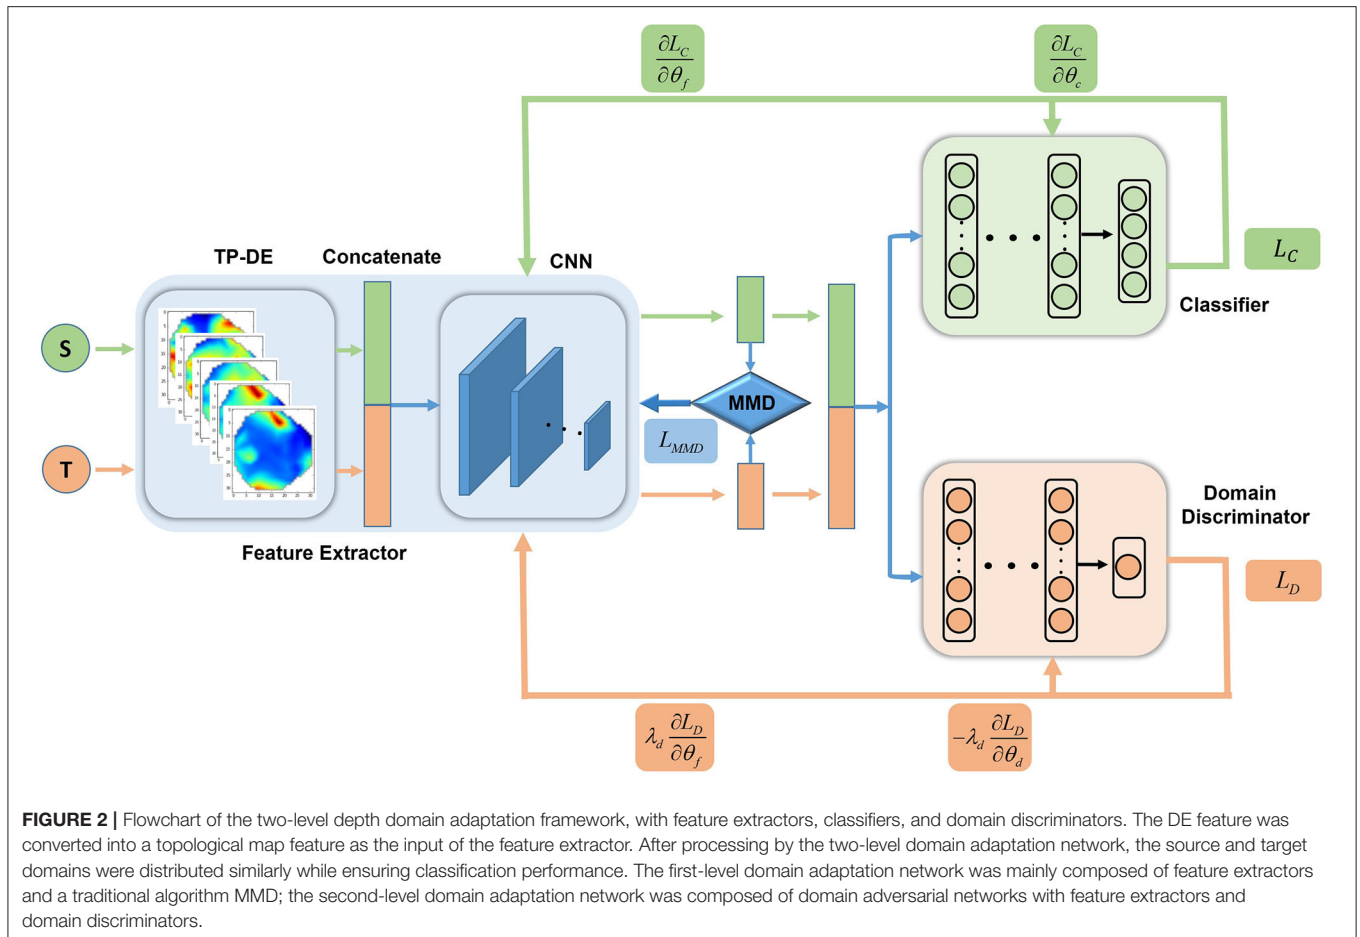 ∂L_C / ∂θ_f
∂L_C / ∂θ_c
TP-DE
Concatenate
CNN
S
T
MMD
L_MMD
L_C
Classifier
Feature Extractor
Domain
Discriminator
L_D
λ_d ∂L_D / ∂θ_f
−λ_d ∂L_D / ∂θ_d
FIGURE 2 | Flowchart of the two-level depth domain adaptation framework, with feature extractors, classifiers, and domain discriminators. The DE feature was
converted into a topological map feature as the input of the feature extractor. After processing by the two-level domain adaptation network, the source and target
domains were distributed similarly while ensuring classification performance. The first-level domain adaptation network was mainly composed of feature extractors
and a traditional algorithm MMD; the second-level domain adaptation network was composed of domain adversarial networks with feature extractors and
domain discriminators.